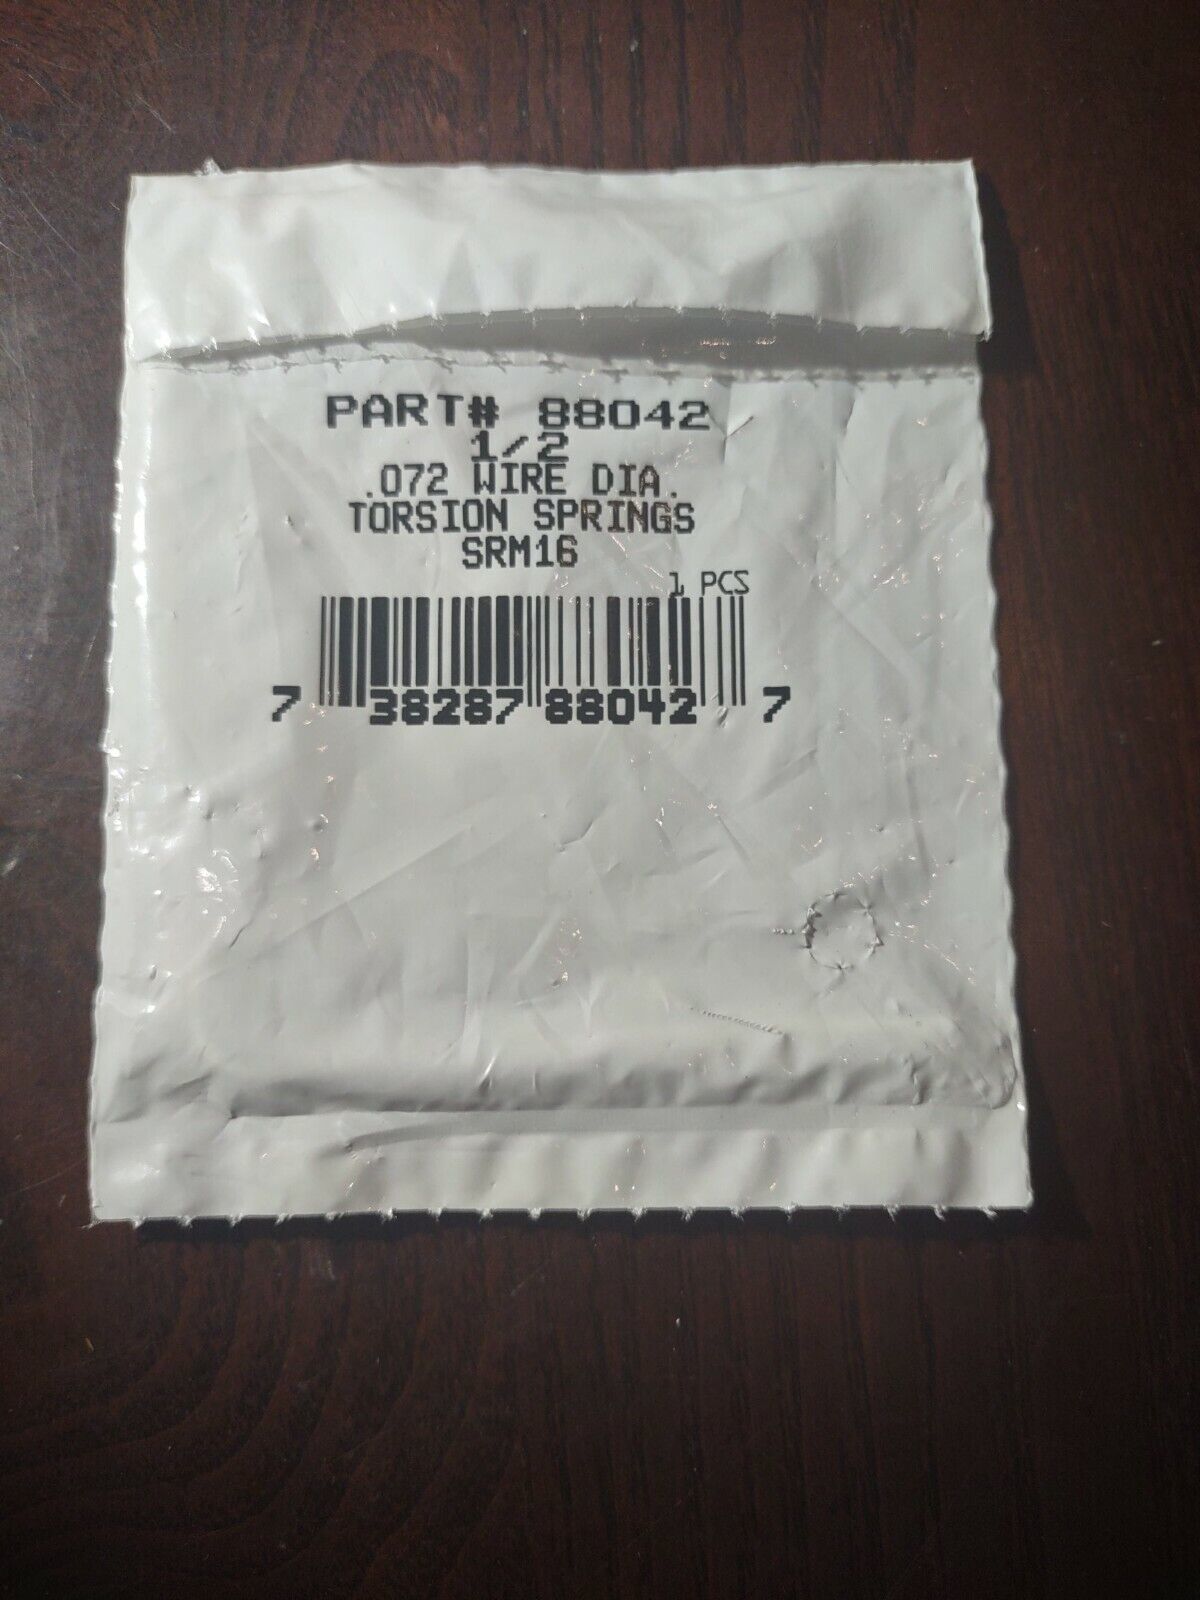 PART# 88042
1/2
.072 WIRE DIA.
TORSION SPRINGS
SRM16
1 PCS
7 38287 88042 7